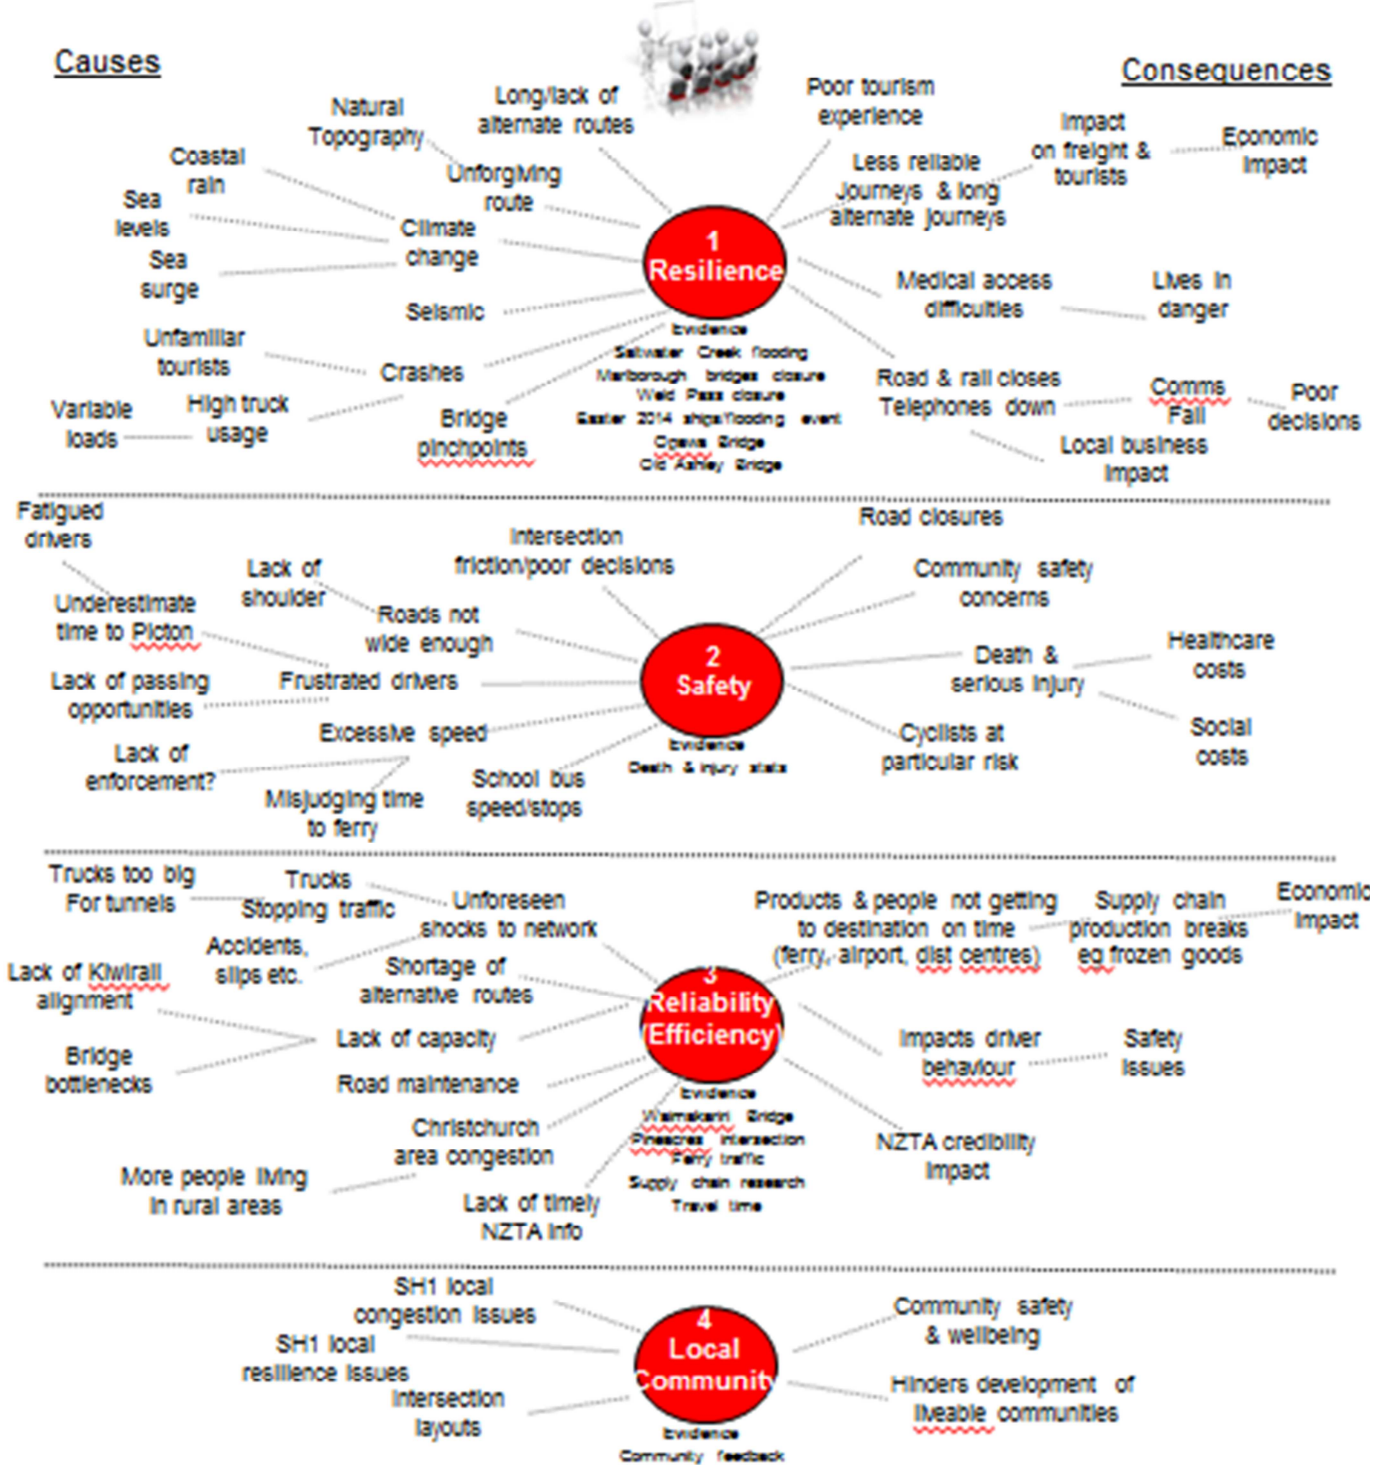 Causes
Consequences
Natural
Topography
Long/lack of
alternate routes
Coastal
rain
Unforgiving
route
Sea
levels
Climate
change
Sea
surge
Seismic
Unfamiliar
tourists
Crashes
Variable
loads
High truck
usage
Bridge
pinchpoints
1
Resilience
Evidence
Saltwater Creek flooding
Marlborough bridges closure
Weld Pass closure
Easter 2014 ships/flooding event
Bridge
Old Ashley Bridge
Poor tourism
experience
Less reliable
journeys & long
alternate journeys
Impact
on freight &
tourists
Economic
impact
Medical access
difficulties
Lives in
danger
Road & rail closes
Telephones down
Comms
Fail
Poor
decisions
Local business
impact
Fatigued
drivers
Intersection
friction/poor decisions
Lack of
shoulder
Underestimate
time to Picton
Roads not
wide enough
Lack of passing
opportunities
Frustrated drivers
Excessive speed
Lack of
enforcement?
Misjudging time
to ferry
School bus
speed/stops
2
Safety
Evidence
Death & injury stats
Road closures
Community safety
concerns
Death &
serious injury
Healthcare
costs
Social
costs
Cyclists at
particular risk
Trucks too big
For tunnels
Trucks
Stopping traffic
Unforeseen
shocks to network
Accidents,
slips etc.
Lack of Kiwirail
alignment
Shortage of
alternative routes
Lack of capacity
Bridge
bottlenecks
Road maintenance
Christchurch
area congestion
More people living
in rural areas
Lack of timely
NZTA info
3
Reliability
(Efficiency)
Evidence
Waimakariri Bridge
Pineacres intersection
Ferry traffic
Supply chain research
Travel time
Products & people not getting
to destination on time
(ferry, airport, dist centres)
Supply chain
production breaks
eg frozen goods
Economic
impact
Impacts driver
behaviour
Safety
issues
NZTA credibility
impact
SH1 local
congestion issues
SH1 local
resilience issues
Intersection
layouts
4
Local
Community
Evidence
Community feedback
Community safety
& wellbeing
Hinders development of
liveable communities